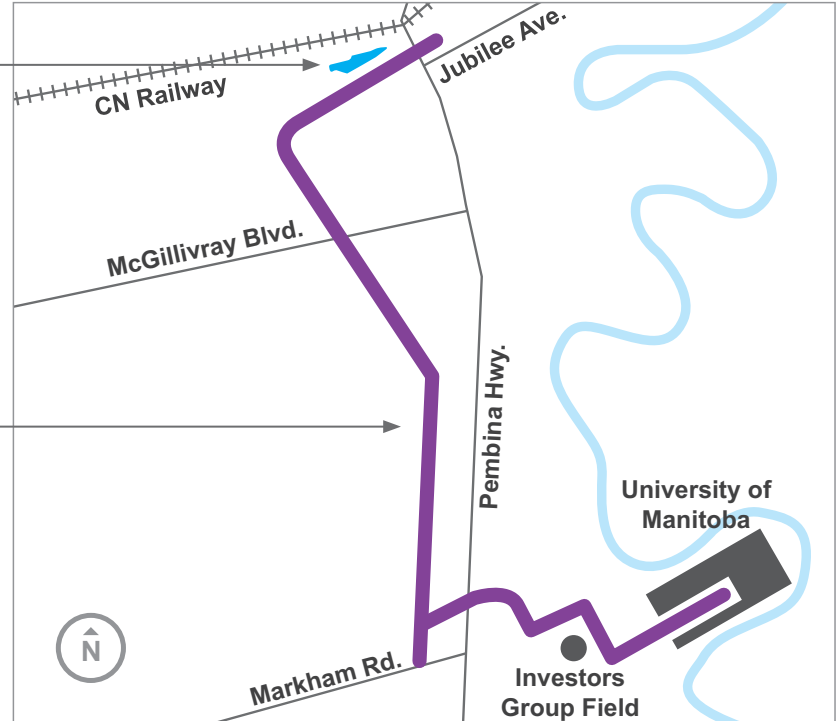 Jubilee Ave.
CN Railway
McGillivray Blvd.
Pembina Hwy.
University of
Manitoba
N
Markham Rd.
Investors
Group Field